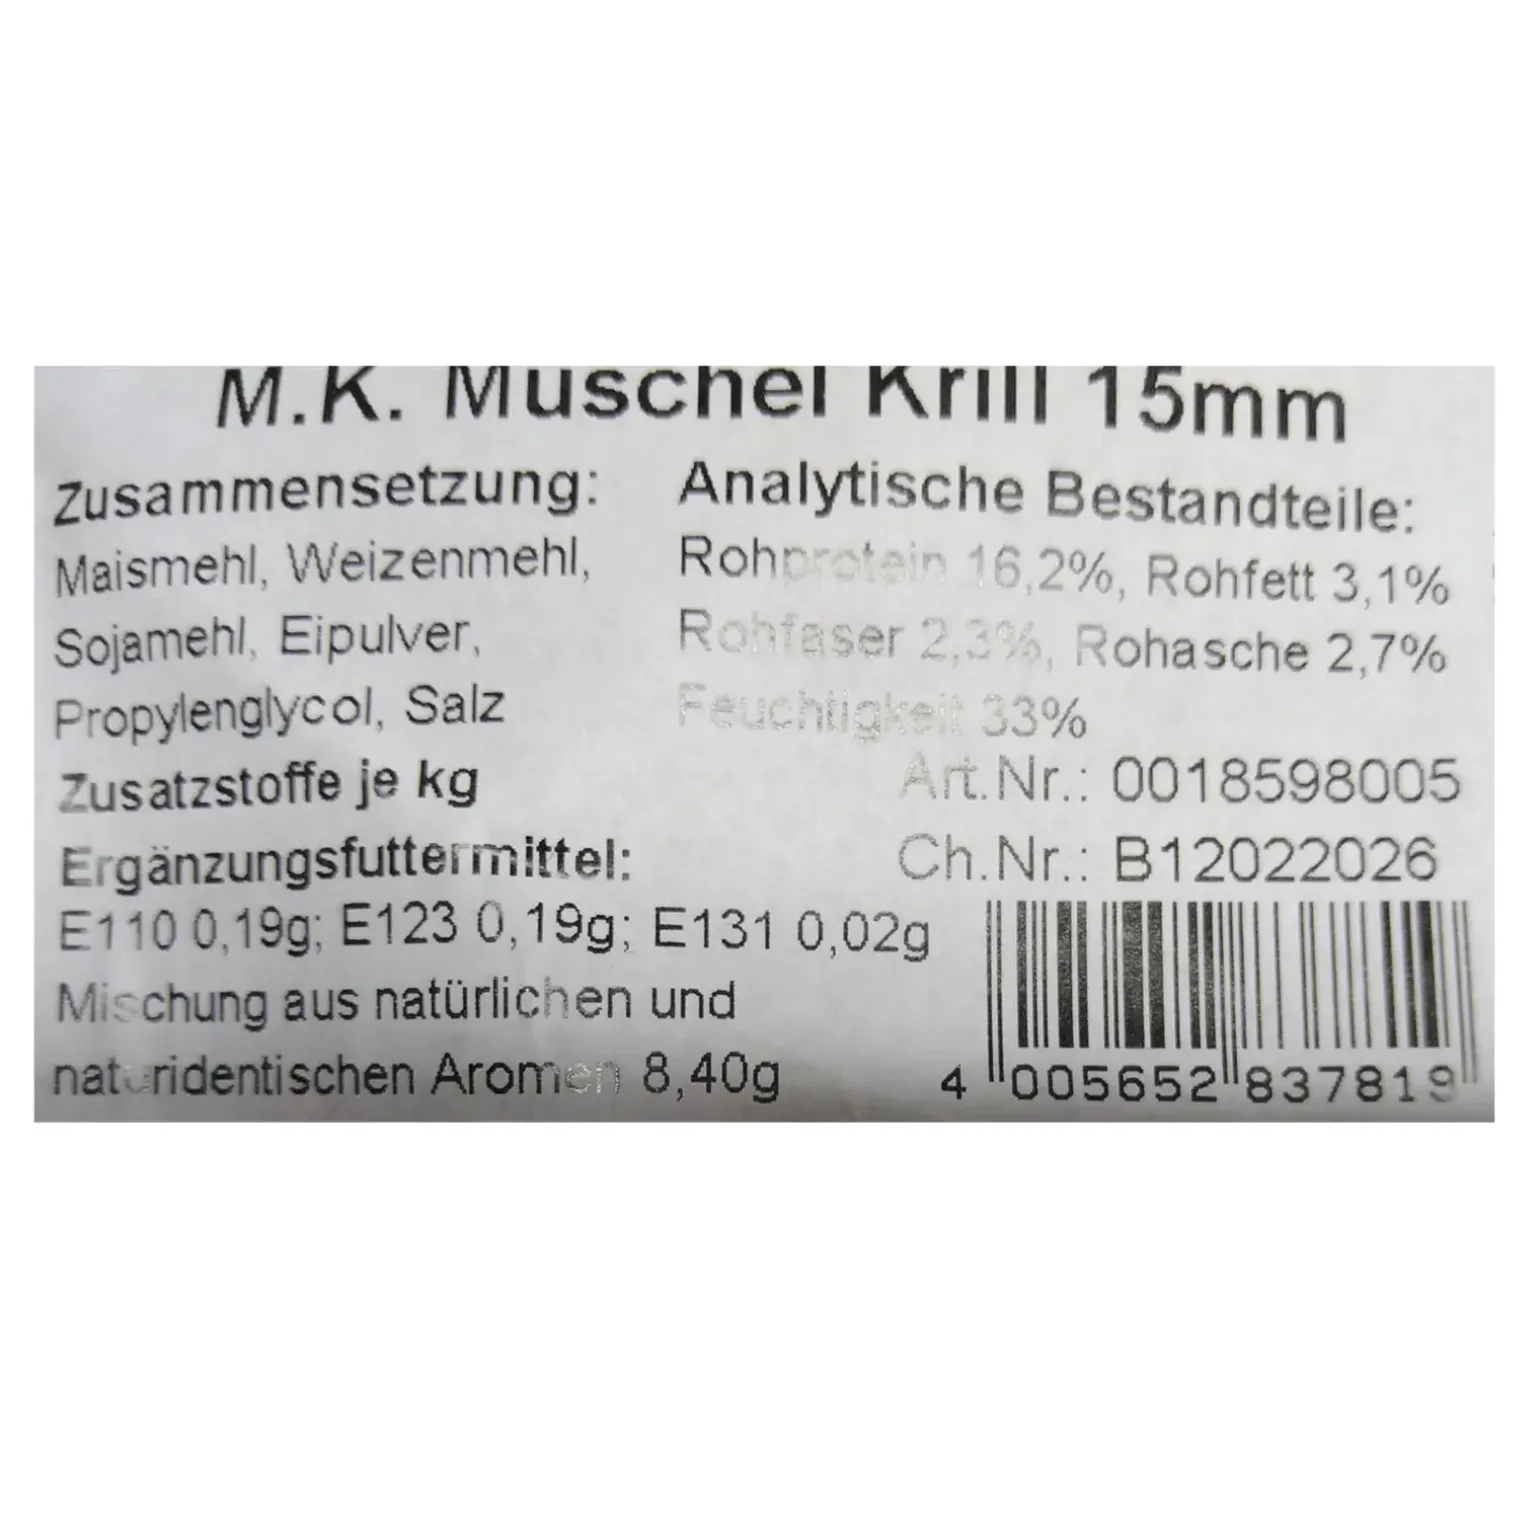 M.K. Muschel Krill 15mm
Zusammensetzung:
Maismehl, Weizenmehl,
Sojamehl, Eipulver,
Propylenglycol, Salz
Zusatzstoffe je kg
Ergänzungsfuttermittel:
E110 0,19g; E123 0,19g; E131 0,02g
Mischung aus natürlichen und
naturidentischen Aromen 8,40g
Analytische Bestandteile:
Rohprotein 16,2%, Rohfett 3,1%
Rohfaser 2,3%, Rohasche 2,7%
Feuchtigkeit 33%
Art.Nr.: 0018598005
Ch.Nr.: B12022026
4 005652 837819